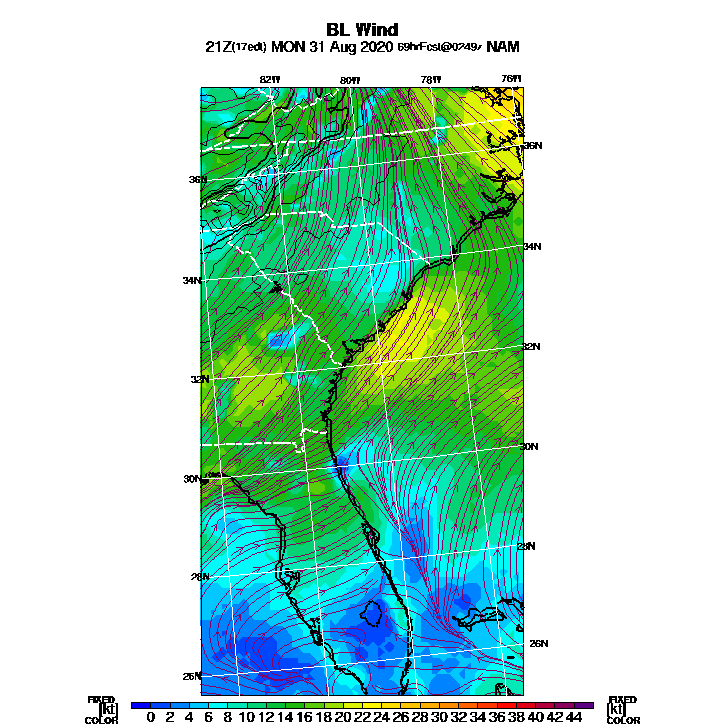 BL Wind
21Z(17edt) MON 31 Aug 2020 69hrFcst@0249z NAM
82W 80W 78W 76W
36N
36N
34N
34N
32N
32N
30N
30N
28N
28N
26N
26N
FIXED FIXED
[kt] 0 2 4 6 8 10 12 14 16 18 20 22 24 26 28 30 32 34 36 38 40 42 44 [kt]
COLOR COLOR